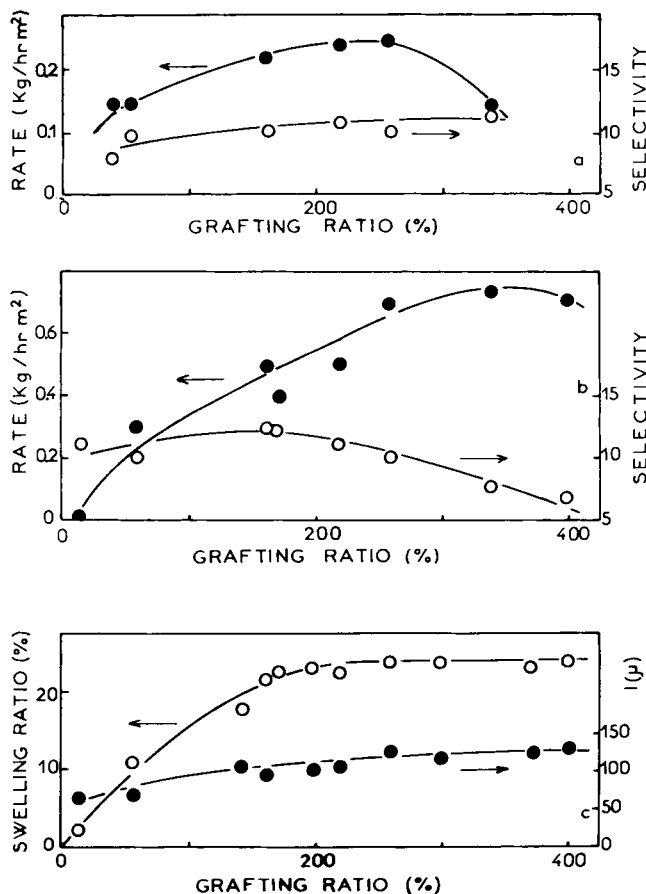 RATE (Kg/hr m²)
0.2
0.1
0
15
10
5
SELECTIVITY
a
0 200 400
GRAFTING RATIO (%)
RATE (Kg/hr m²)
0.6
0.4
0.2
0
15
10
5
SELECTIVITY
b
0 200 400
GRAFTING RATIO (%)
SWELLING RATIO (%)
20
10
0
150
100
50
0
l(μ)
c
0 200 400
GRAFTING RATIO (%)